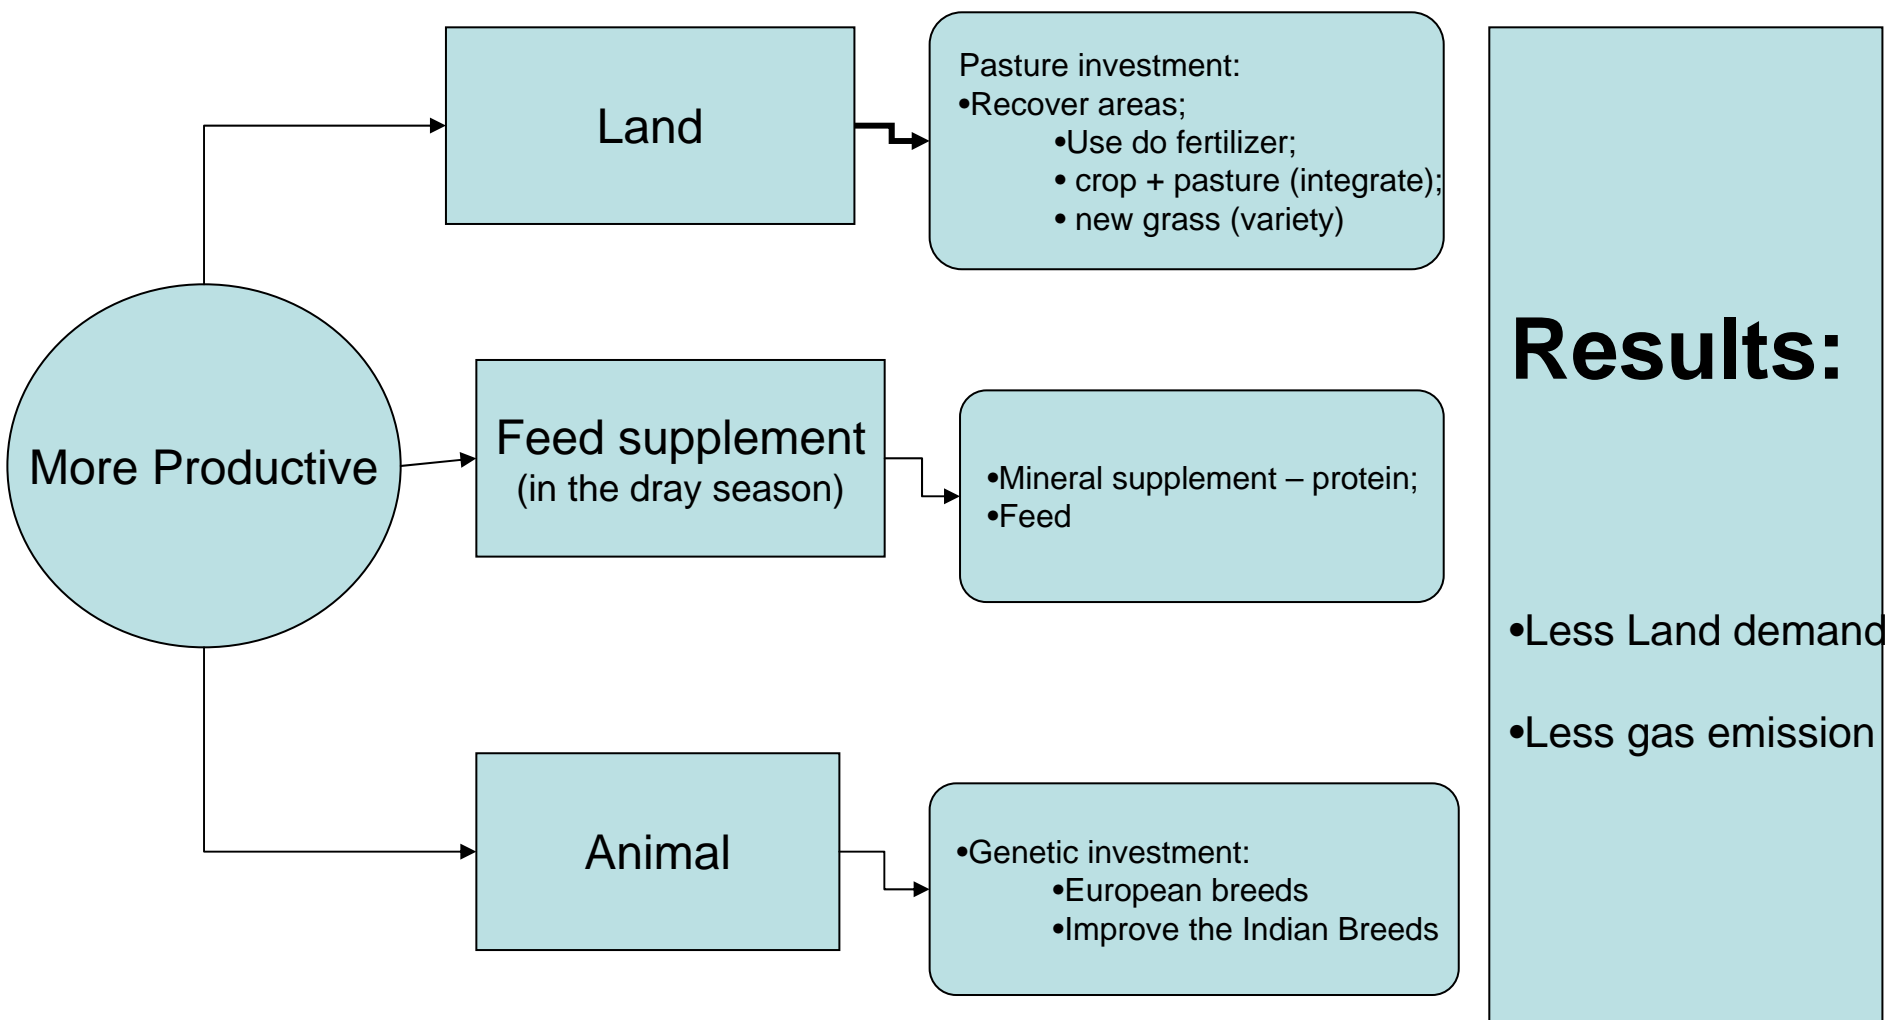 More Productive
Land
Pasture investment:
•Recover areas;
•Use do fertilizer;
• crop + pasture (integrate);
• new grass (variety)
Feed supplement
(in the dray season)
•Mineral supplement – protein;
•Feed
Animal
•Genetic investment:
•European breeds
•Improve the Indian Breeds
Results:
•Less Land demand
•Less gas emission